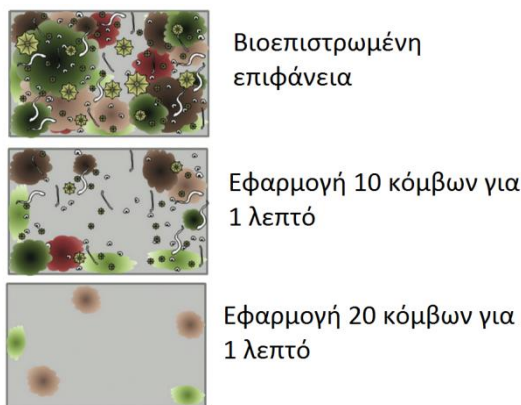 Βιοεπιστρωμένη
επιφάνεια
Εφαρμογή 10 κόμβων για
1 λεπτό
Εφαρμογή 20 κόμβων για
1 λεπτό